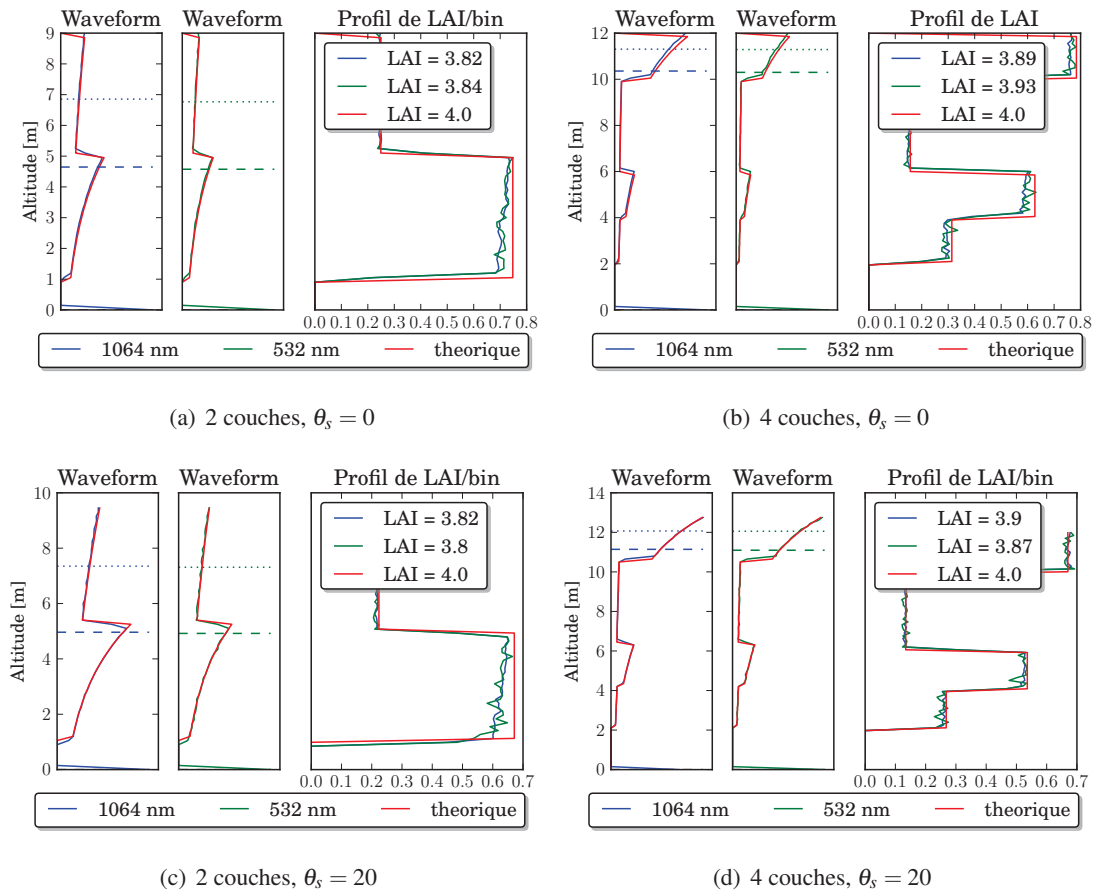 Waveform Waveform Profil de LAI/bin
Altitude [m]
9
8
7
6
5
4
3
2
1
0
LAI = 3.82
LAI = 3.84
LAI = 4.0
0.0 0.1 0.2 0.3 0.4 0.5 0.6 0.7 0.8
1064 nm 532 nm theorique
(a) 2 couches, θs = 0
Waveform Waveform Profil de LAI
Altitude [m]
12
10
8
6
4
2
0
LAI = 3.89
LAI = 3.93
LAI = 4.0
0.0 0.1 0.2 0.3 0.4 0.5 0.6 0.7 0.8
1064 nm 532 nm theorique
(b) 4 couches, θs = 0
Waveform Waveform Profil de LAI/bin
Altitude [m]
10
8
6
4
2
0
LAI = 3.82
LAI = 3.8
LAI = 4.0
0.0 0.1 0.2 0.3 0.4 0.5 0.6 0.7
1064 nm 532 nm theorique
(c) 2 couches, θs = 20
Waveform Waveform Profil de LAI/bin
Altitude [m]
14
12
10
8
6
4
2
0
LAI = 3.9
LAI = 3.87
LAI = 4.0
0.0 0.1 0.2 0.3 0.4 0.5 0.6 0.7
1064 nm 532 nm theorique
(d) 4 couches, θs = 20